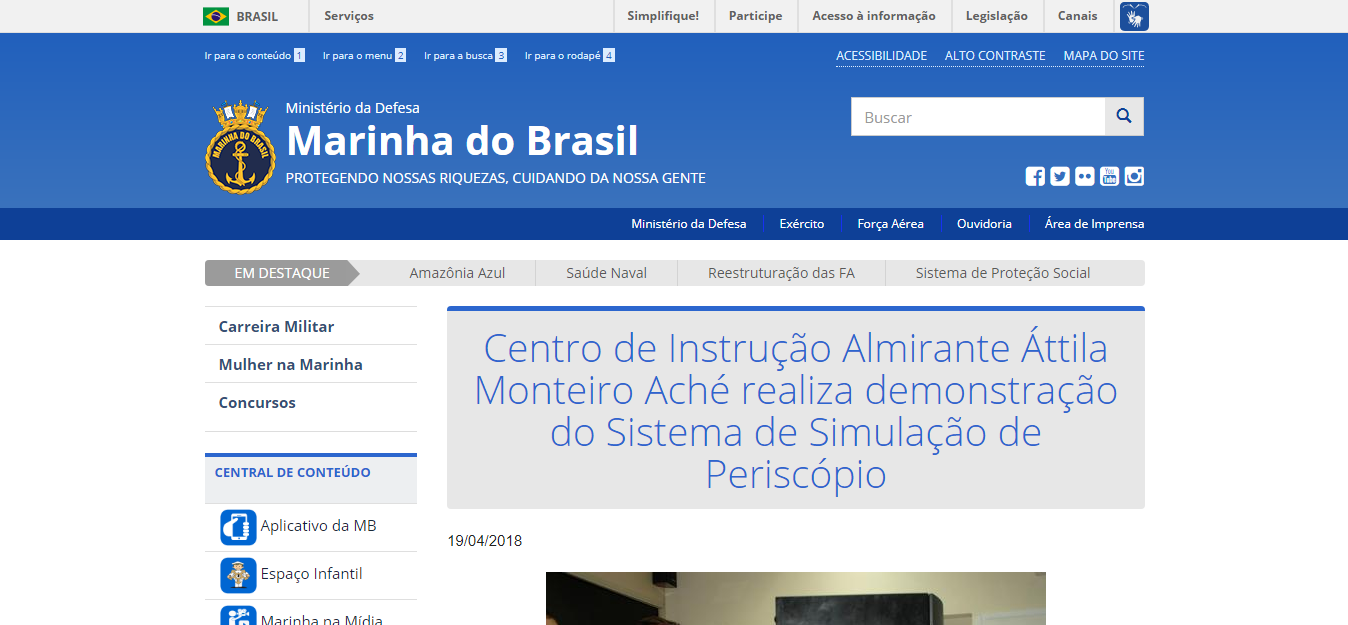 BRASIL
Serviços
Simplifique!
Participe
Acesso à informação
Legislação
Canais
Ir para o conteúdo 1
Ir para o menu 2
Ir para a busca 3
Ir para o rodapé 4
ACESSIBILIDADE
ALTO CONTRASTE
MAPA DO SITE
MARINHA DO BRASIL
Ministério da Defesa
Marinha do Brasil
PROTEGENDO NOSSAS RIQUEZAS, CUIDANDO DA NOSSA GENTE
Buscar
You
Tube
Ministério da Defesa
Exército
Força Aérea
Ouvidoria
Área de Imprensa
EM DESTAQUE
Amazônia Azul
Saúde Naval
Reestruturação das FA
Sistema de Proteção Social
Carreira Militar
Mulher na Marinha
Concursos
CENTRAL DE CONTEÚDO
Aplicativo da MB
Espaço Infantil
Marinha na Mídia
Centro de Instrução Almirante Áttila
Monteiro Aché realiza demonstração
do Sistema de Simulação de
Periscópio
19/04/2018